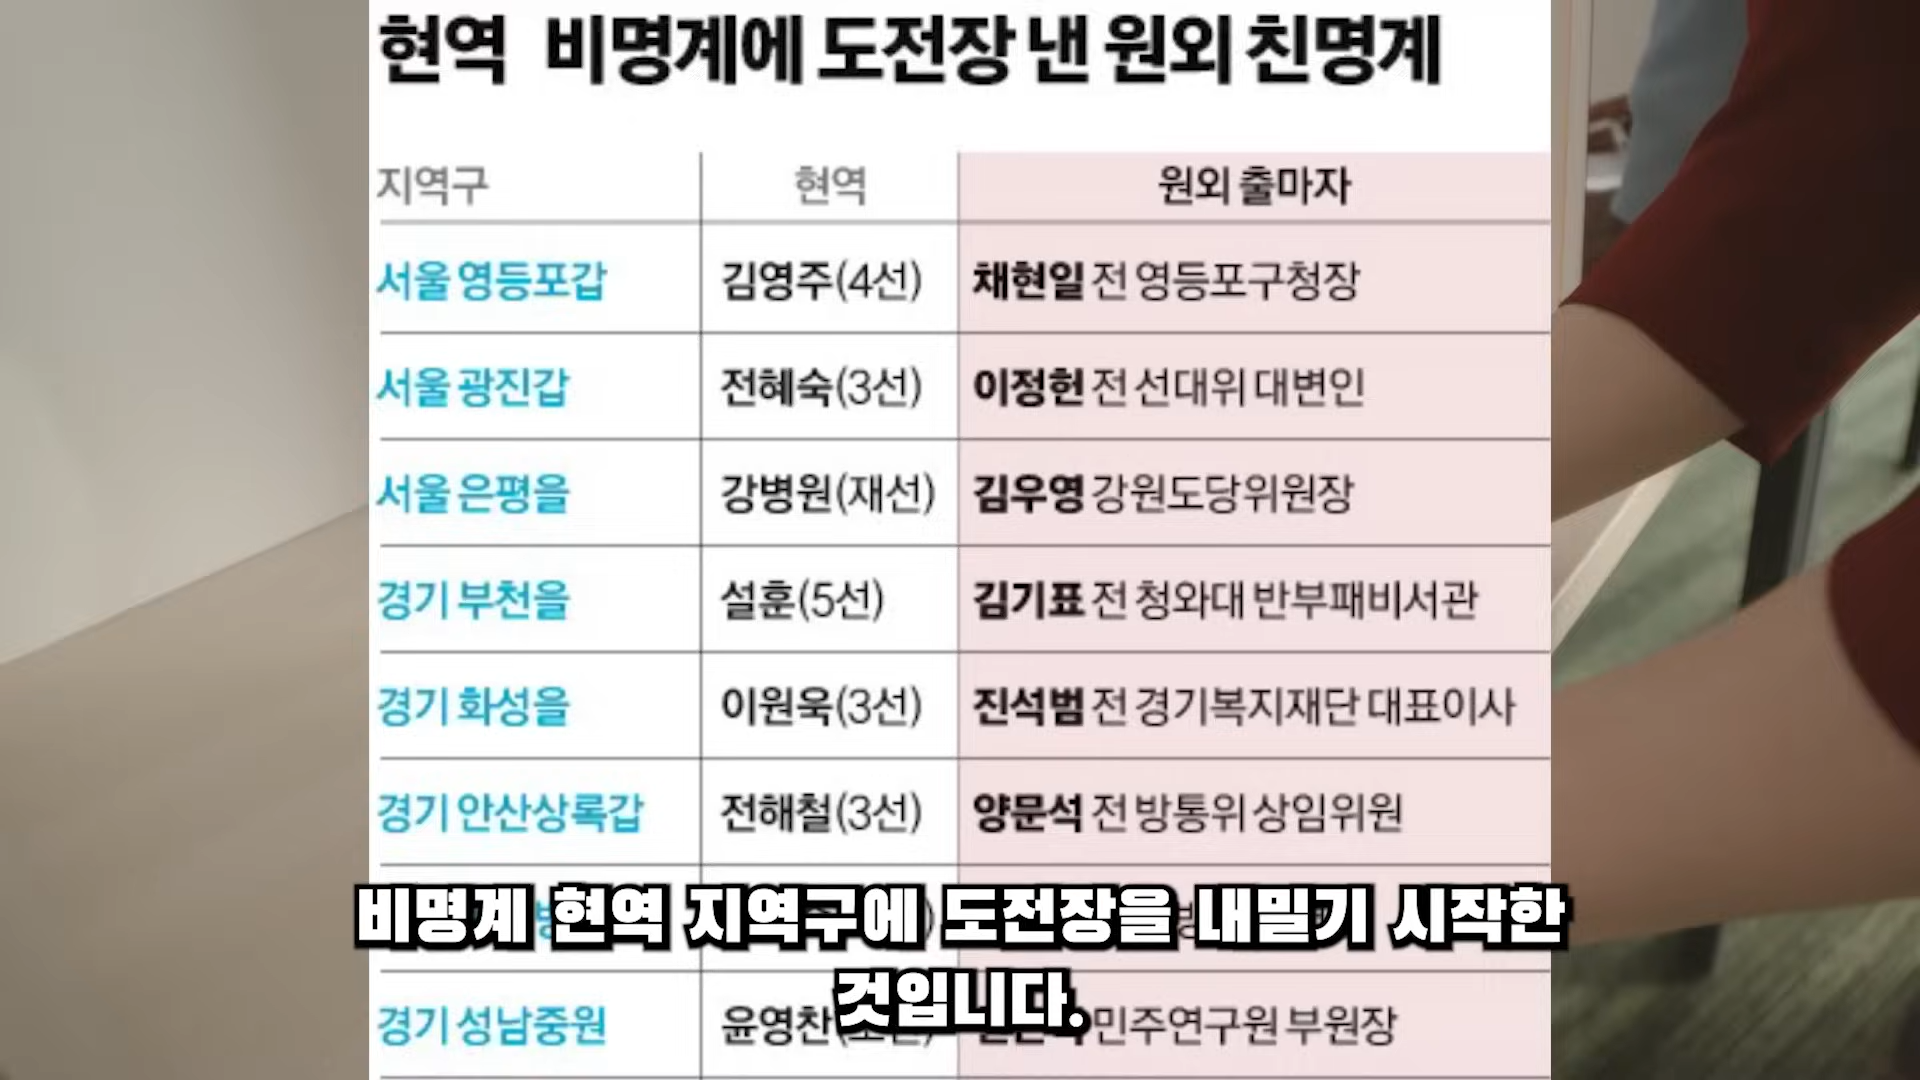 현역 비명계에 도전장 낸 원외 친명계
지역구 현역 원외 출마자
서울 영등포갑 김영주(4선) 채현일 전 영등포구청장
서울 광진갑 전혜숙(3선) 이정헌 전 선대위 대변인
서울 은평을 강병원(재선) 김우영 강원도당위원장
경기 부천을 설훈(5선) 김기표 전 청와대 반부패비서관
경기 화성을 이원욱(3선) 진석범 전 경기복지재단 대표이사
경기 안산상록갑 전해철(3선) 양문석 전 방통위 상임위원
비명계 현역 지역구에 도전장을 내밀기 시작한
것입니다.
경기 성남중원 윤영찬 민주연구원 부원장